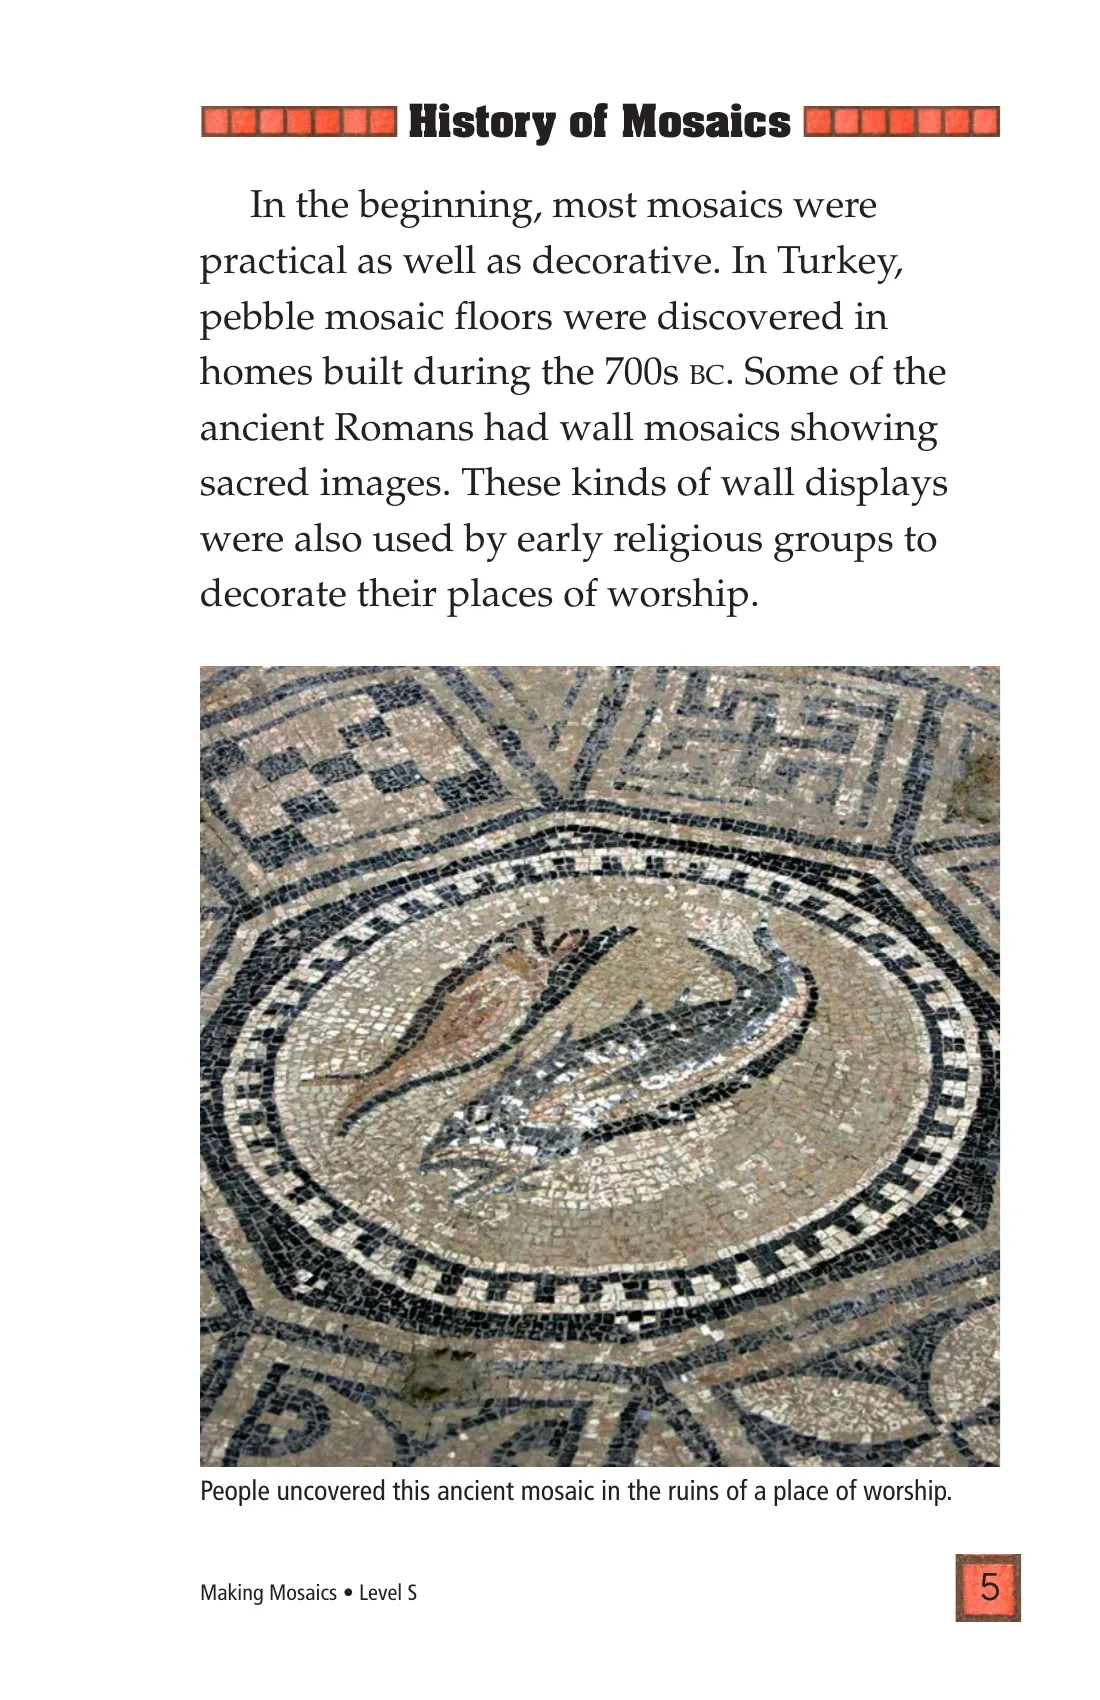 History of Mosaics
In the beginning, most mosaics were
practical as well as decorative. In Turkey,
pebble mosaic floors were discovered in
homes built during the 700s BC. Some of the
ancient Romans had wall mosaics showing
sacred images. These kinds of wall displays
were also used by early religious groups to
decorate their places of worship.
People uncovered this ancient mosaic in the ruins of a place of worship.
Making Mosaics • Level S
5